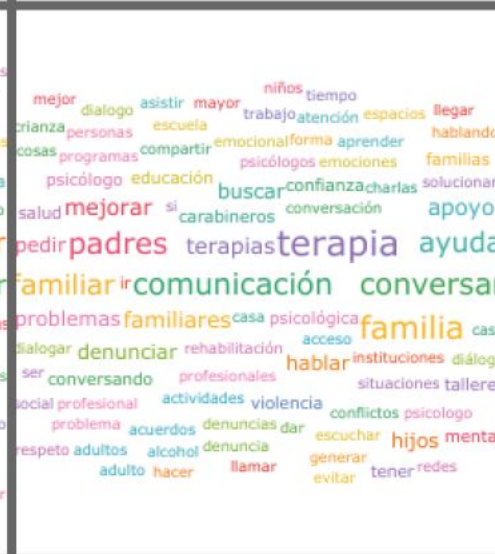 niños tiempo
mejor dialogo asistir mayor trabajo atención espacios llegar
crianza personas escuela emocional forma aprender hablando
cosas programas compartir psicólogos emociones familias
psicólogo educación buscar confianza charlas solucionar
salud mejorar si carabineros conversación apoyo
pedir padres terapias terapia ayuda
familiar ir comunicación conversar
problemas familiares casa psicológica familia cas
dialogar denunciar rehabilitación acceso
hablar instituciones diálog
ser conversando profesionales situaciones tallere
social profesional actividades violencia conflictos psicologo
problema acuerdos denuncias dar escuchar hijos menta
respeto adultos alcohol denuncia generar
adulto hacer llamar evitar tener redes